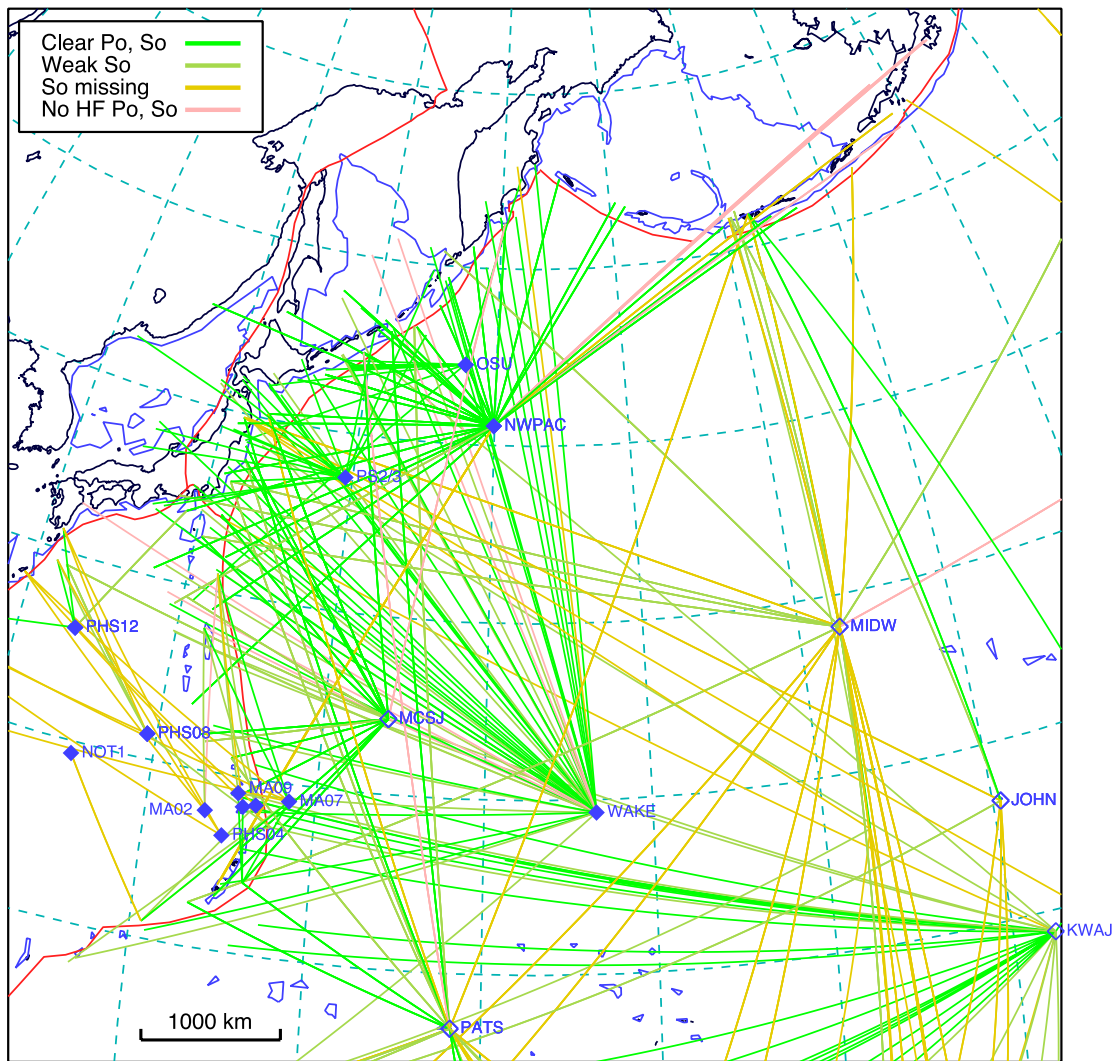 Clear Po, So
Weak So
So missing
No HF Po, So
OSU
NWPAC
PS2/3
PHS12
MIDW
MCSJ
PHS08
NOT1
MA09
MA07
MA02
WAKE
JOHN
PHS04
KWAJ
PATS
1000 km